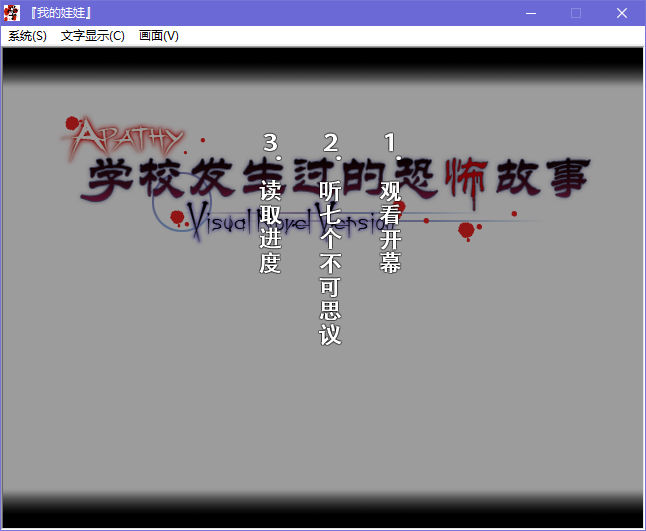 『我的娃娃』
系统(S) 文字显示(C) 画面(V)
APATHY
学校发生过的恐怖故事
Visual Novel Version
1. 观看开幕
2. 听七个不可思议
3. 读取进度